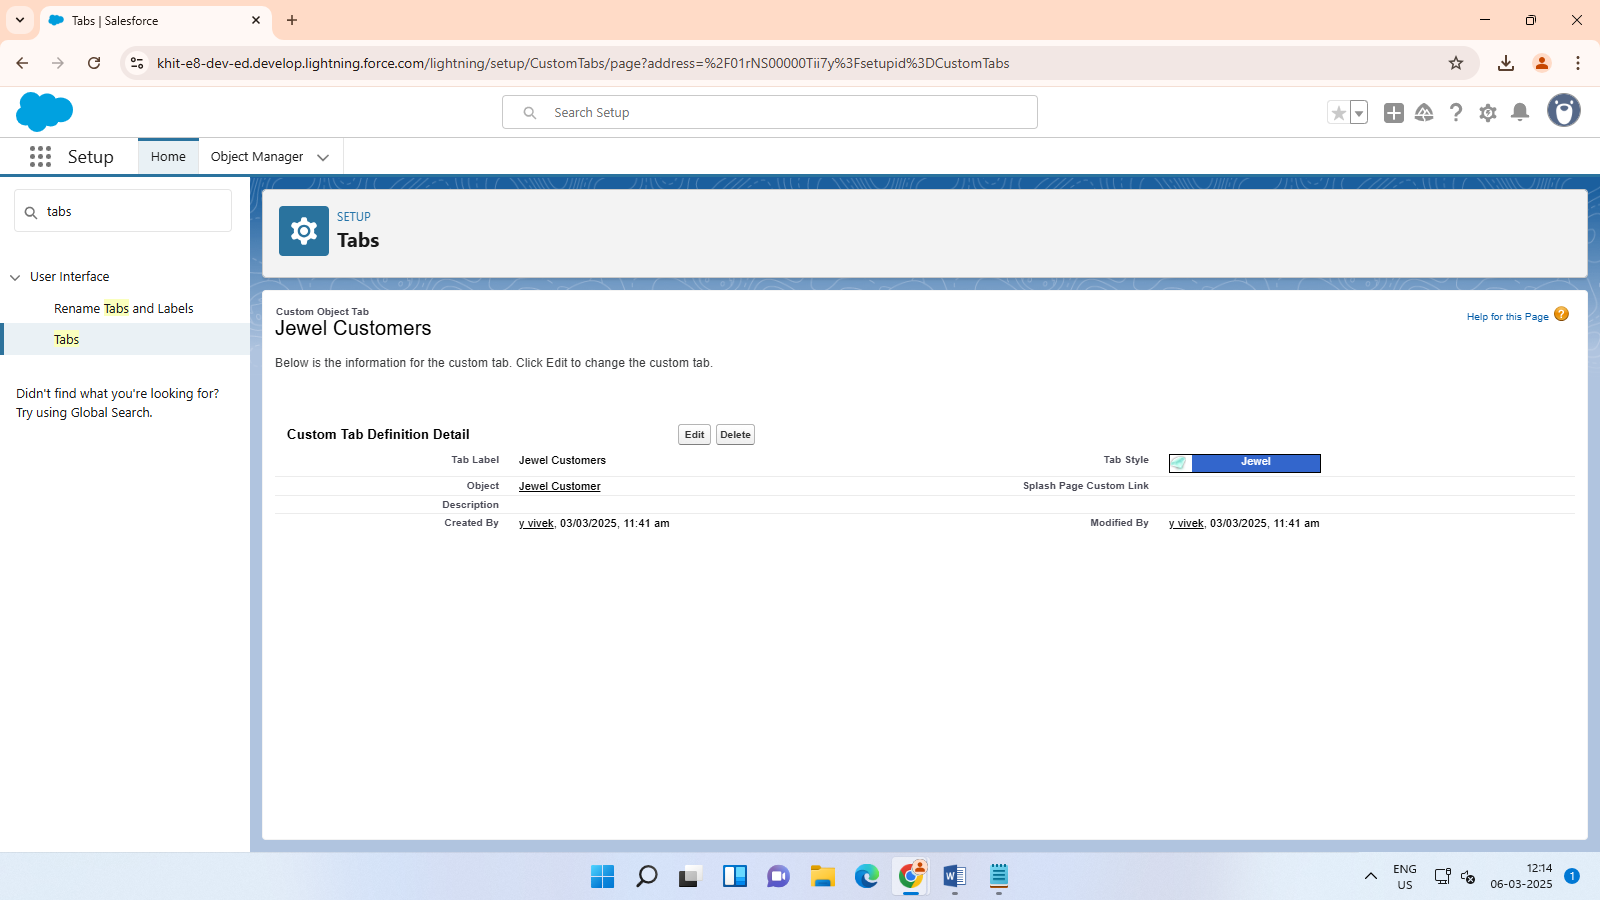 Tabs | Salesforce
khit-e8-dev-ed.develop.lightning.force.com/lightning/setup/CustomTabs/page?address=%2F01rNS00000Tii7y%3Fsetupid%3DCustomTabs
Search Setup
Setup
Home
Object Manager
tabs
User Interface
Rename Tabs and Labels
Tabs
Didn't find what you're looking for?
Try using Global Search.
SETUP
Tabs
Custom Object Tab
Jewel Customers
Help for this Page
Below is the information for the custom tab. Click Edit to change the custom tab.
Custom Tab Definition Detail
Edit
Delete
Tab Label Jewel Customers
Tab Style Jewel
Object Jewel Customer
Splash Page Custom Link
Description
Created By y vivek, 03/03/2025, 11:41 am
Modified By y vivek, 03/03/2025, 11:41 am
ENG
US
12:14
06-03-2025
1